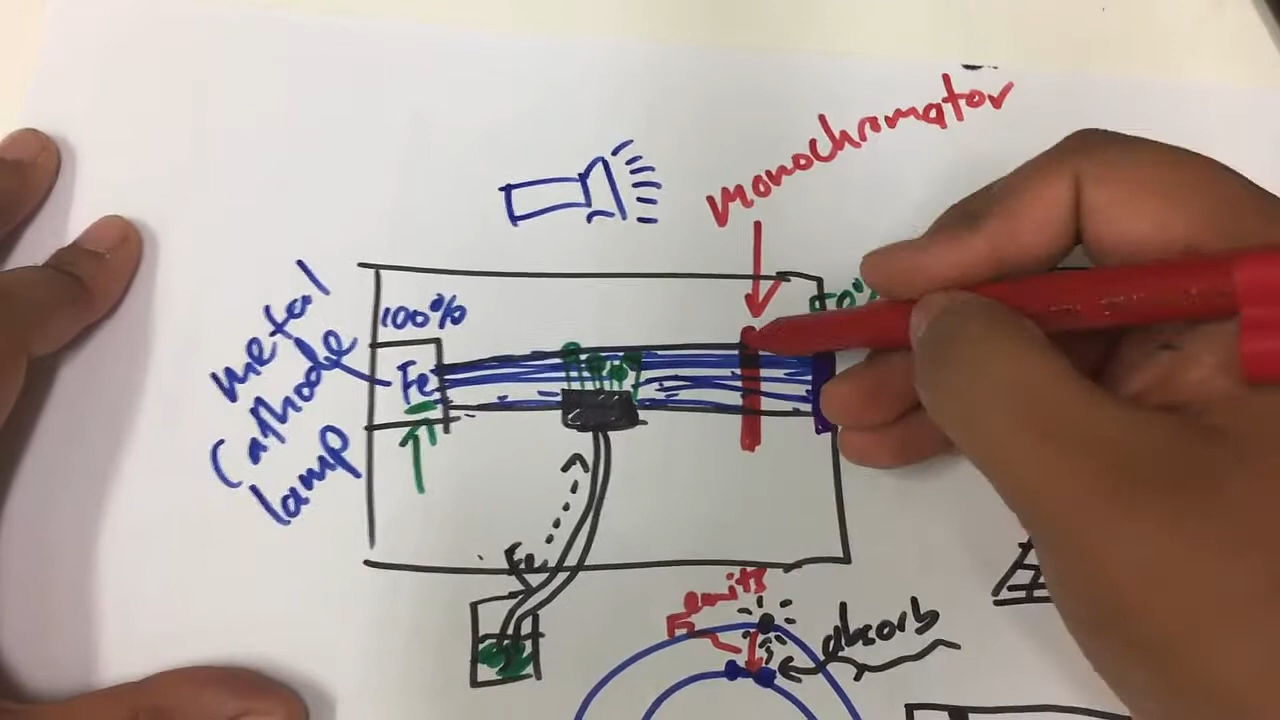 monochromator
100%
metal
Cathode
lamp
Fe
Fe
emits
absorb